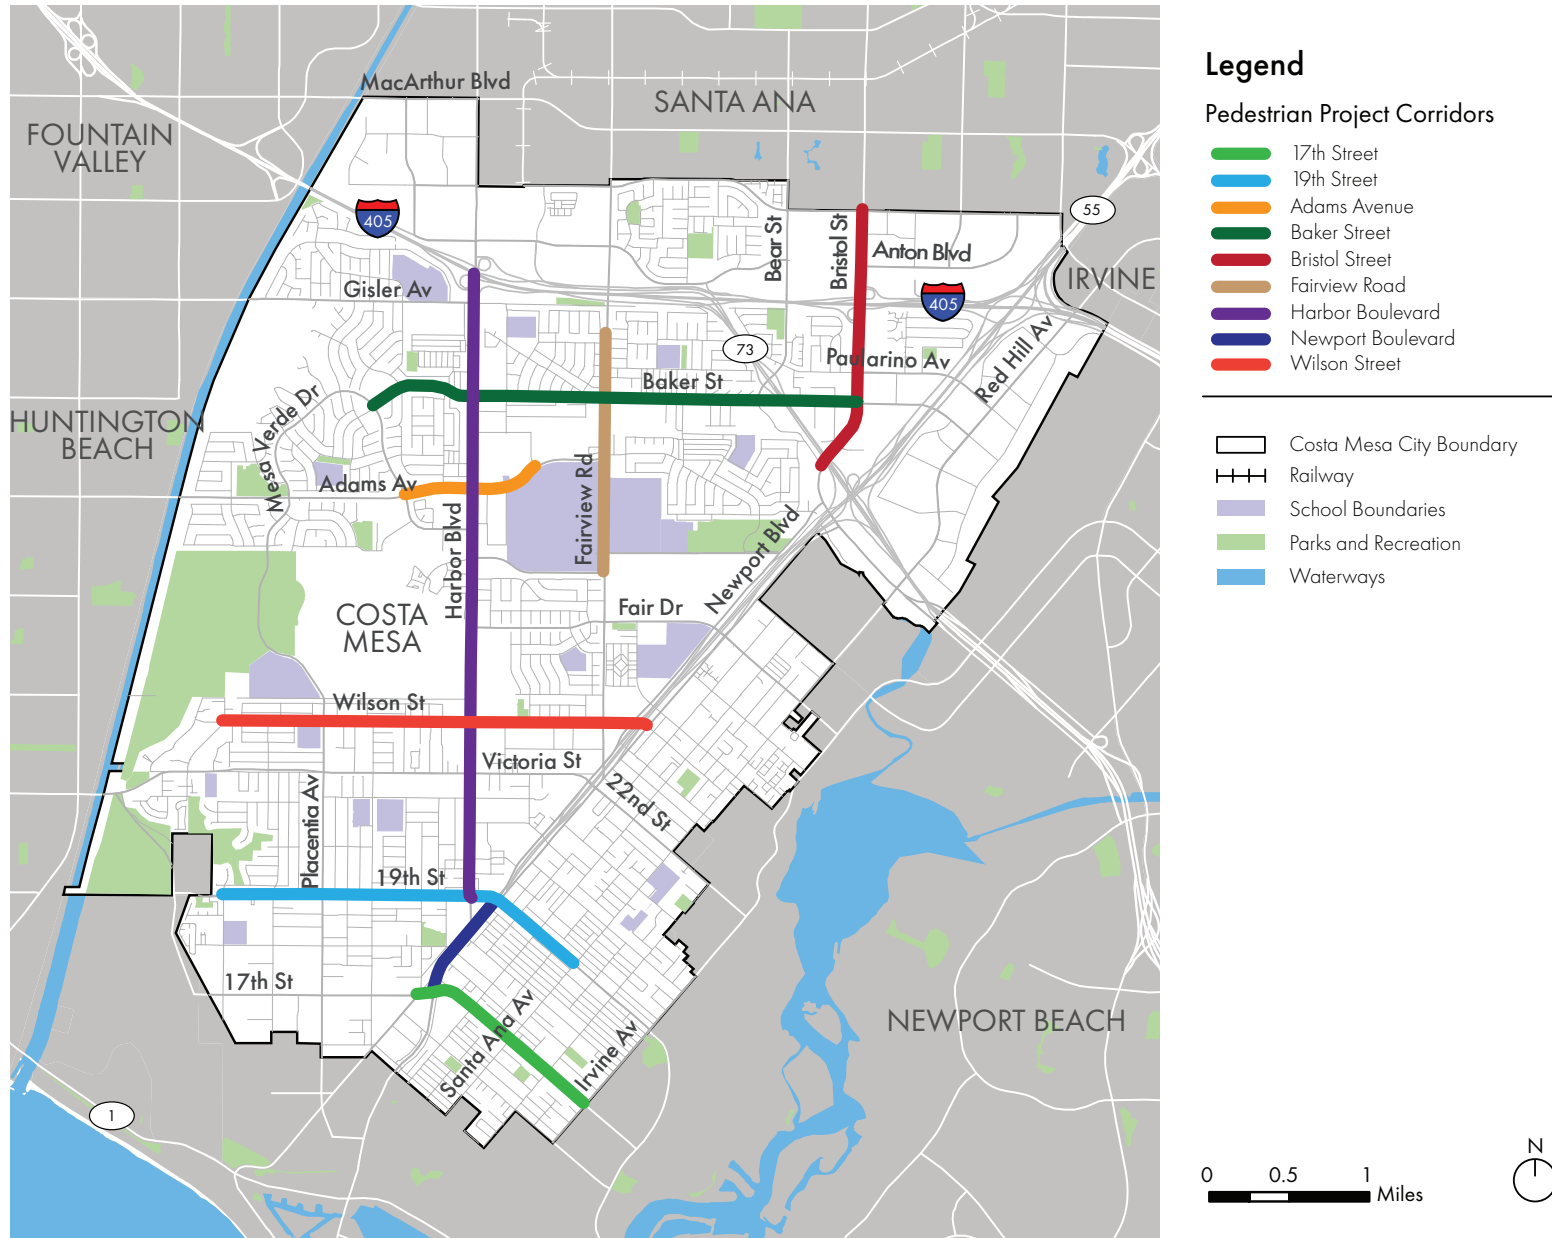 MacArthur Blvd
SANTA ANA
FOUNTAIN
VALLEY
405
55
Bear St
Bristol St
Anton Blvd
IRVINE
Gisler Av
405
73
Paularino Av
Red Hill Av
Baker St
Mesa Verde Dr
HUNTINGTON
BEACH
Adams Av
Harbor Blvd
Fairview Rd
Newport Blvd
COSTA
MESA
Fair Dr
Wilson St
Victoria St
22nd St
Placentia Av
19th St
17th St
Santa Ana Av
Irvine Av
NEWPORT BEACH
1
Legend
Pedestrian Project Corridors
17th Street
19th Street
Adams Avenue
Baker Street
Bristol Street
Fairview Road
Harbor Boulevard
Newport Boulevard
Wilson Street
Costa Mesa City Boundary
Railway
School Boundaries
Parks and Recreation
Waterways
N
0 0.5 1
Miles